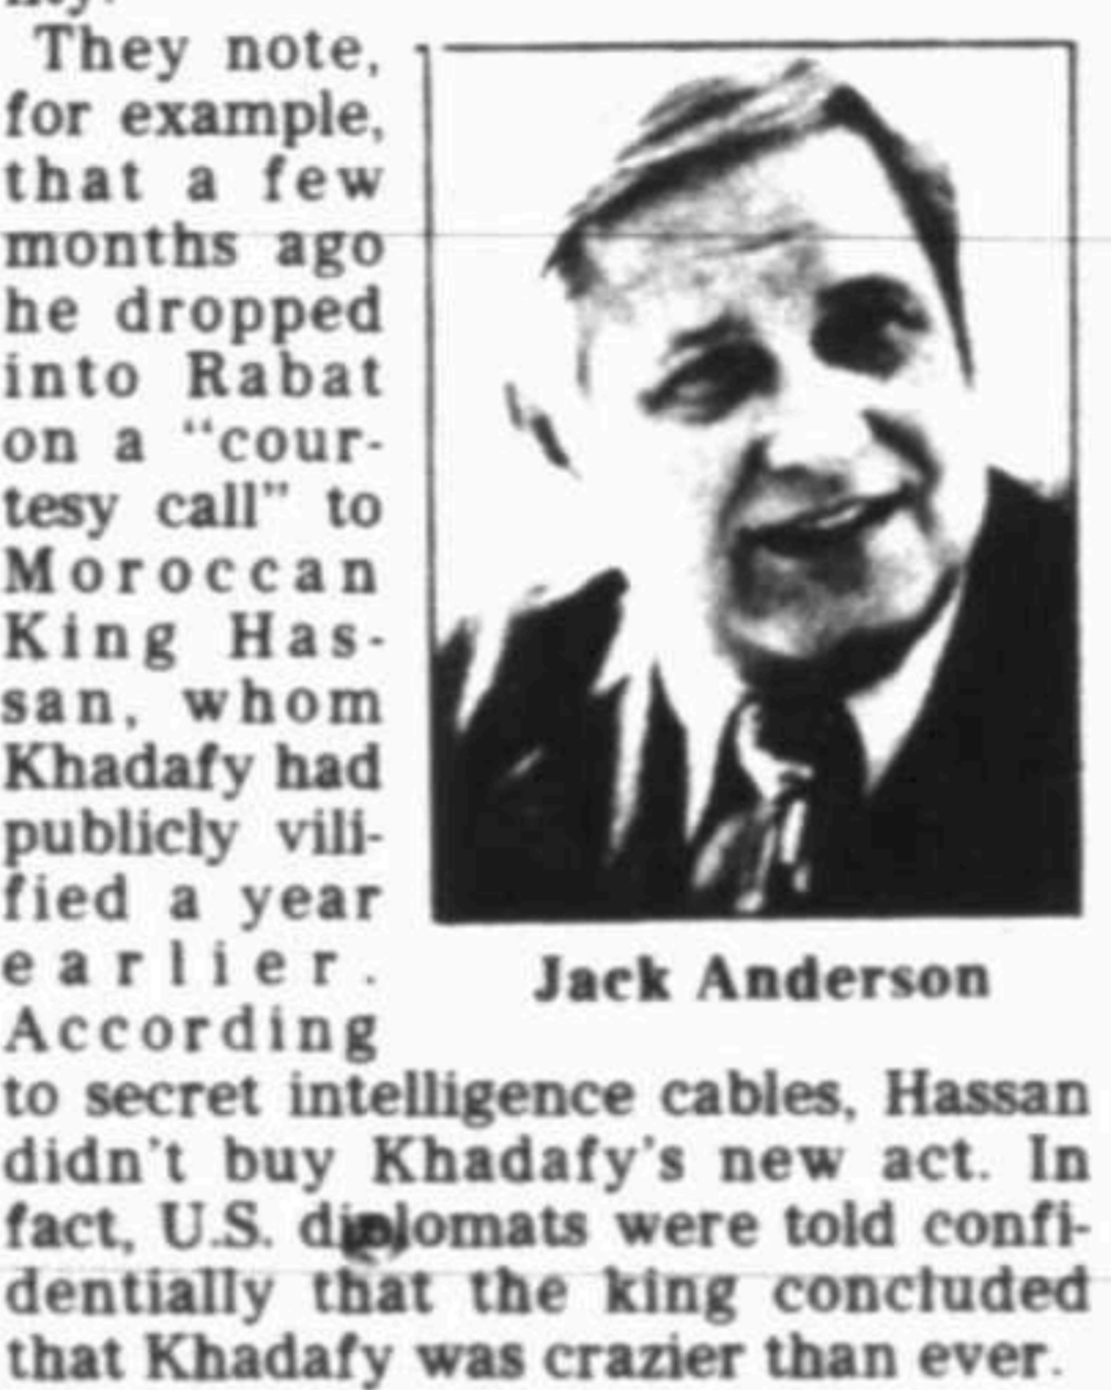 They note,
for example,
that a few
months ago
he dropped
into Rabat
on a “cour-
tesy call” to
Moroccan
King Has-
san, whom
Khadafy had
publicly vili-
fied a year
earlier.
According
to secret intelligence cables, Hassan
didn't buy Khadafy's new act. In
fact, U.S. diplomats were told confi-
dentially that the king concluded
that Khadafy was crazier than ever.
Jack Anderson